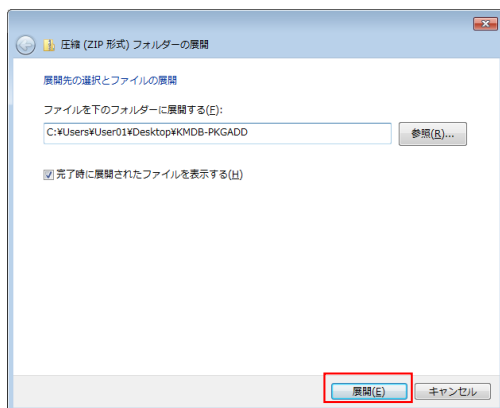 圧縮 (ZIP 形式) フォルダーの展開
展開先の選択とファイルの展開
ファイルを下のフォルダーに展開する(F):
C:¥Users¥User01¥Desktop¥KMDB-PKGADD
参照(R)...
完了時に展開されたファイルを表示する(H)
展開(E)
キャンセル